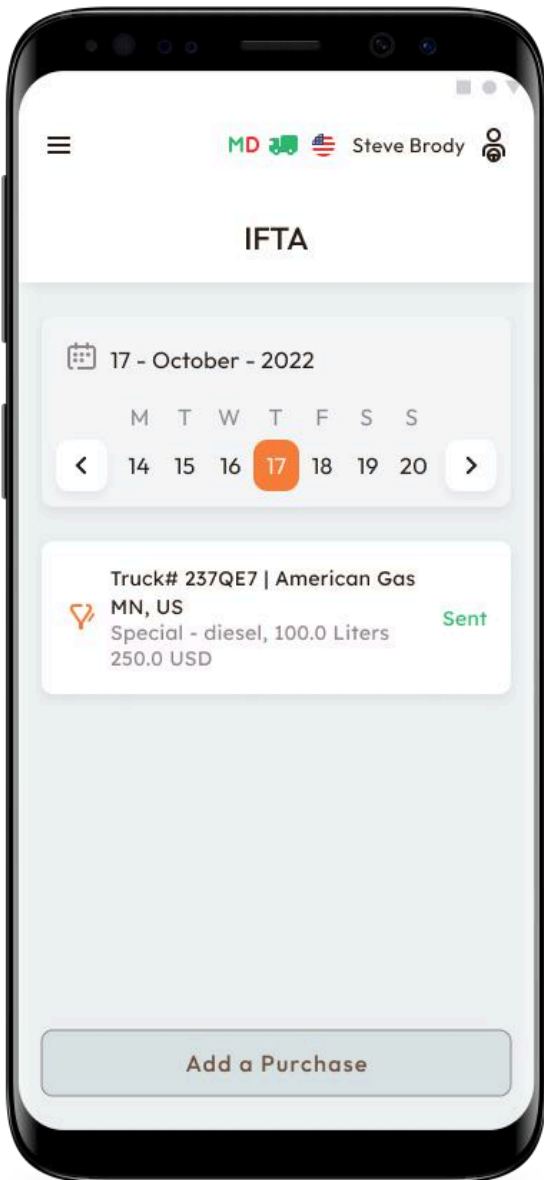 MD Steve Brody
IFTA
17 - October - 2022
M T W T F S S
14 15 16 17 18 19 20
Truck# 237QE7 | American Gas
MN, US
Special - diesel, 100.0 Liters
250.0 USD
Sent
Add a Purchase